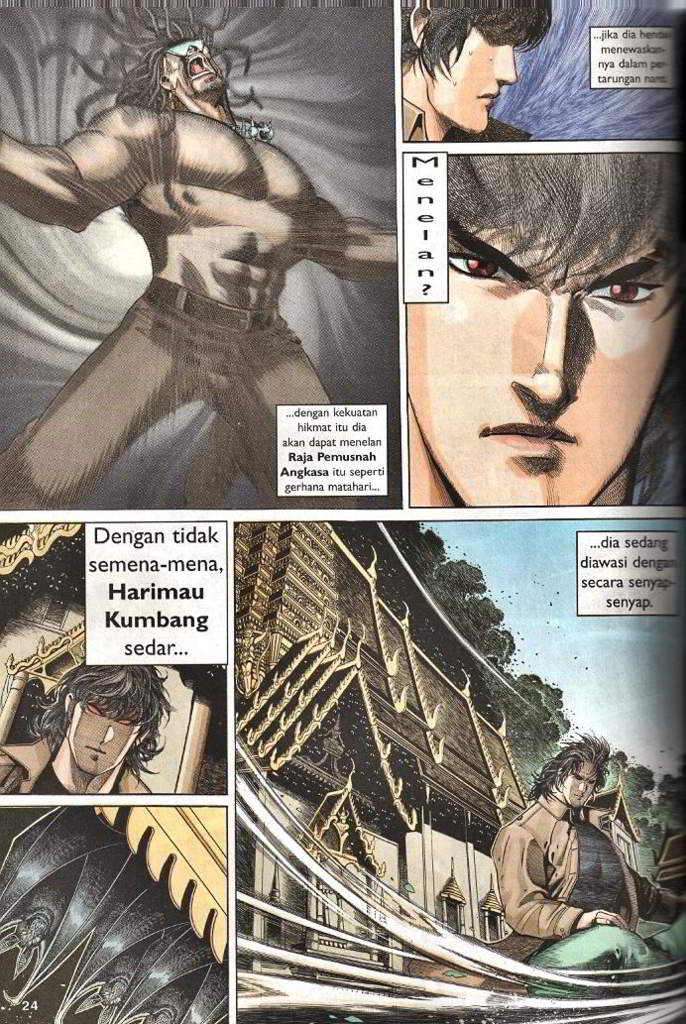 ...dengan kekuatan
hikmat itu dia
akan dapat menelan
Raja Pemusnah
Angkasa itu seperti
gerhana matahari...
...jika dia hendak
menewaskan-
nya dalam per-
tarungan nanti.
Menelan?
Dengan tidak
semena-mena,
Harimau
Kumbang
sedar...
...dia sedang
diawasi dengan
secara senyap-
senyap.
24